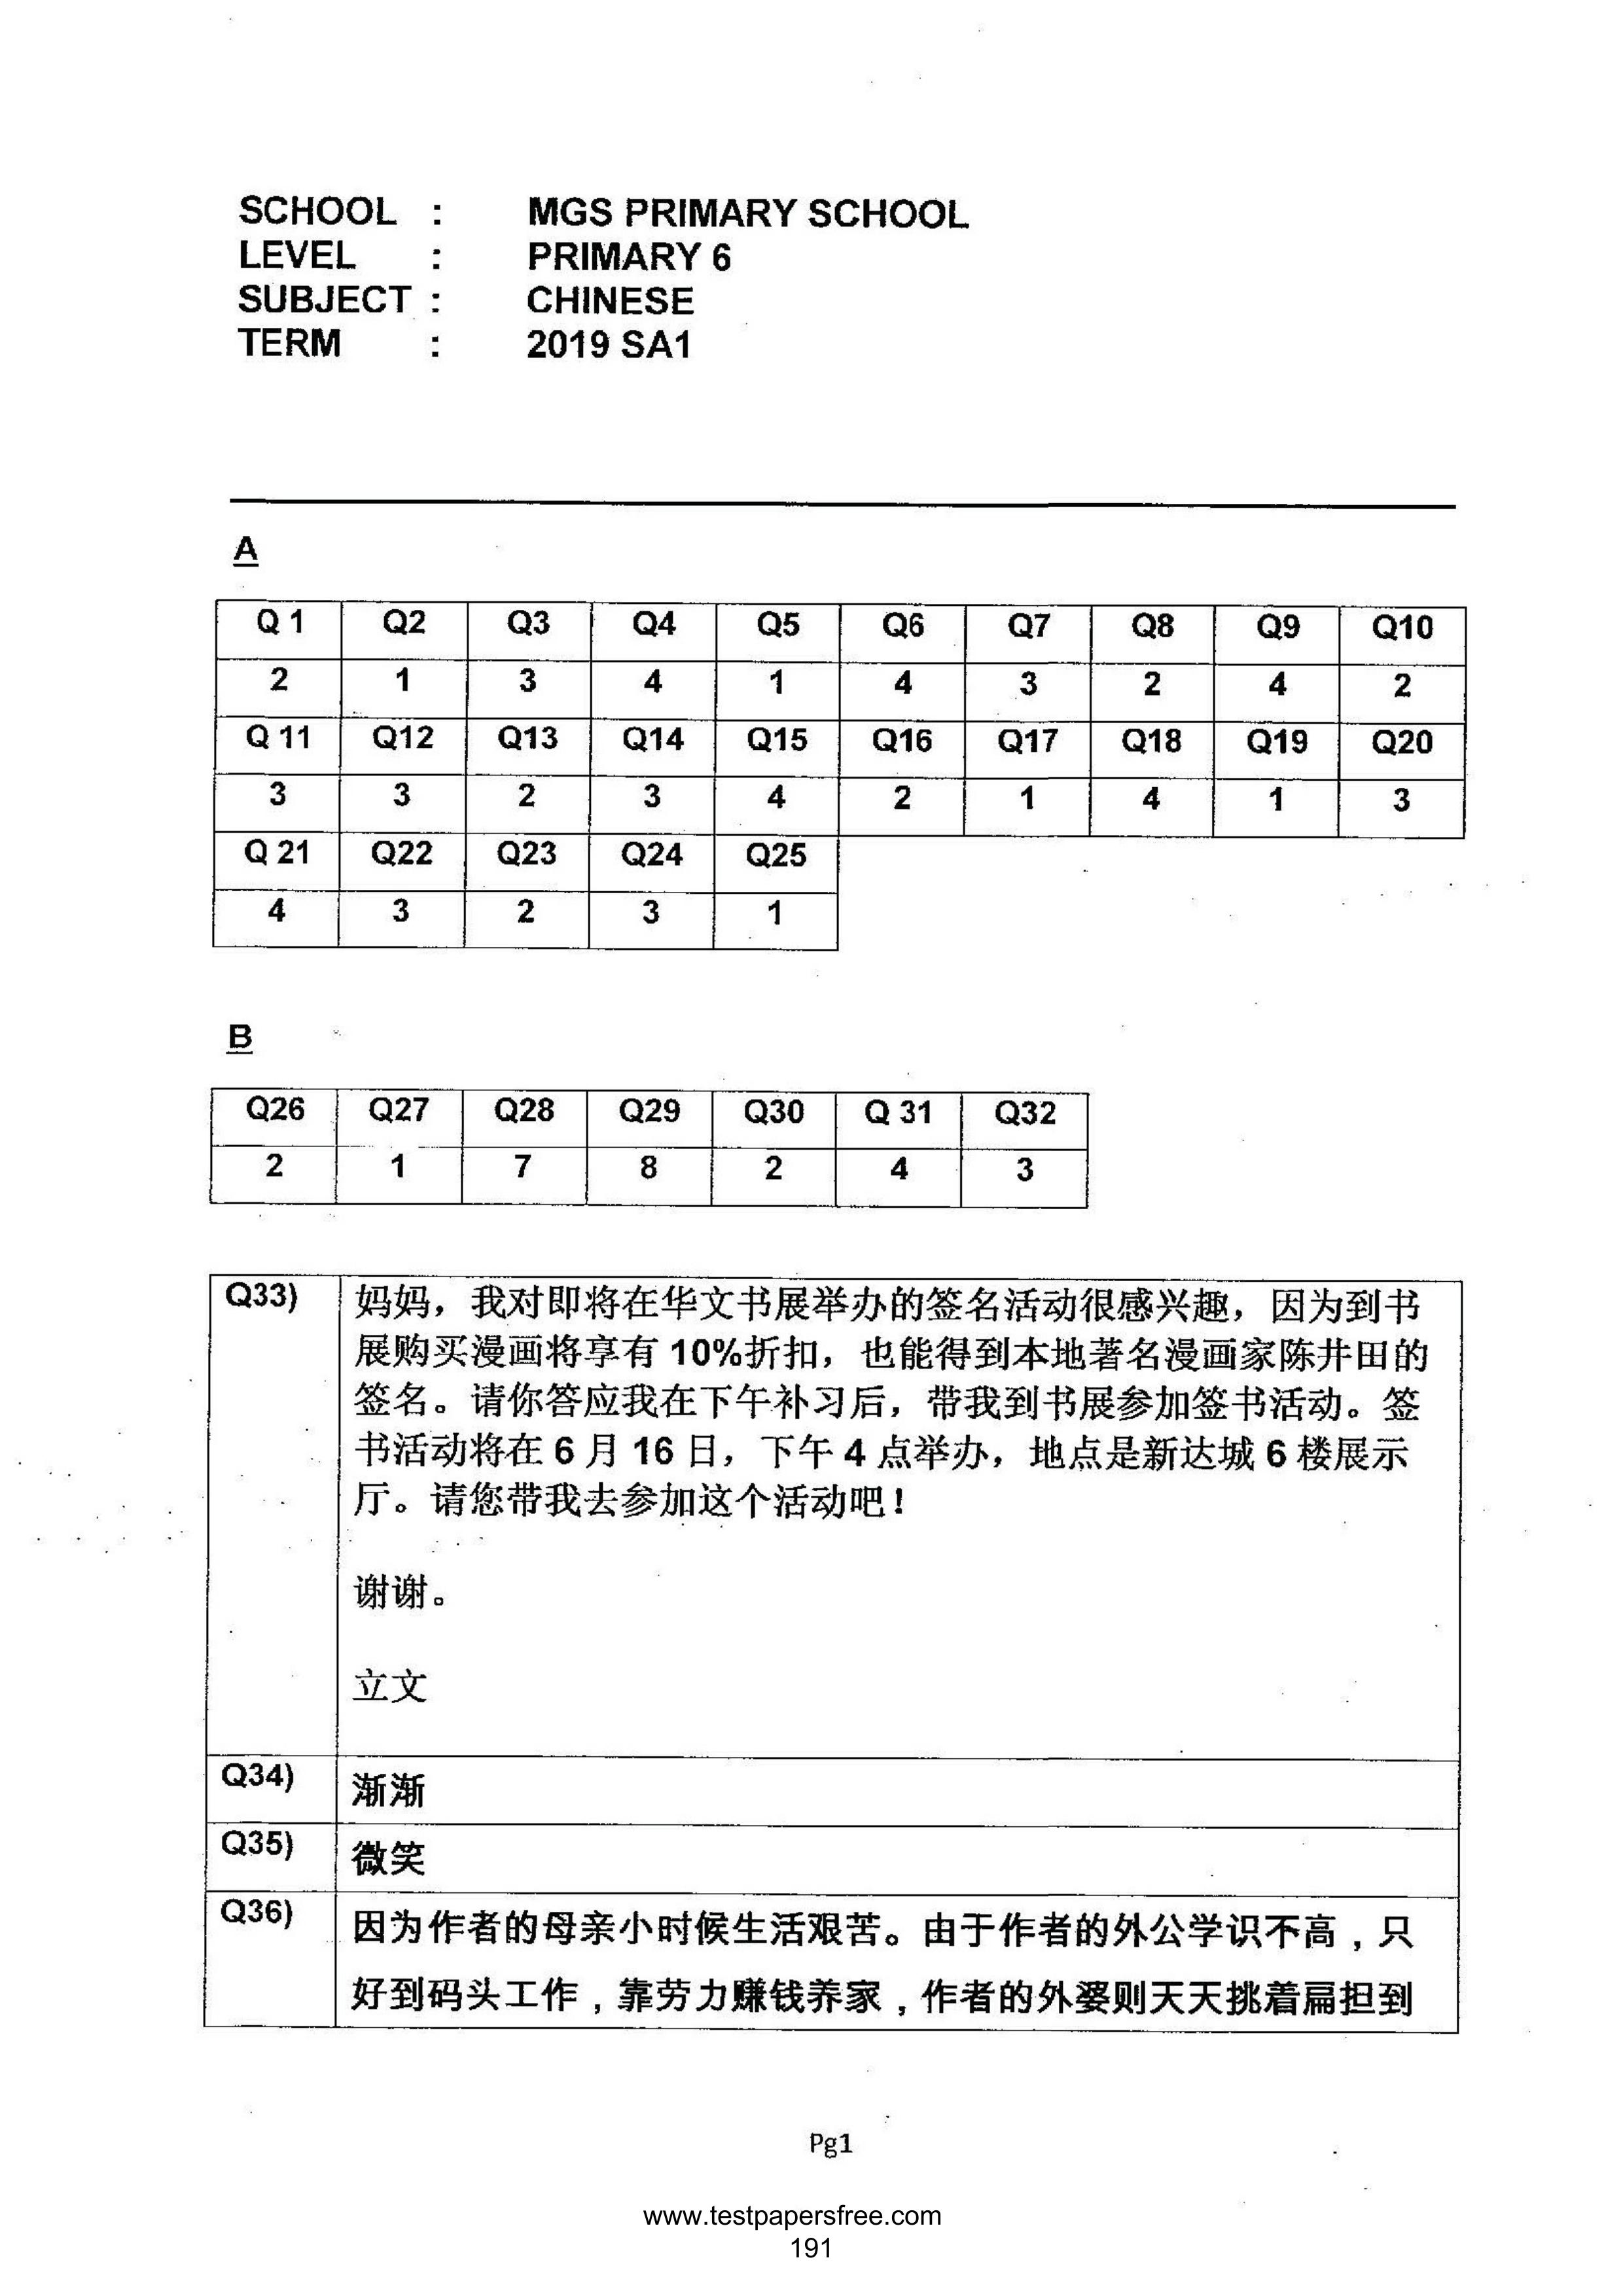 SCHOOL : MGS PRIMARY SCHOOL
LEVEL : PRIMARY 6
SUBJECT : CHINESE
TERM : 2019 SA1
A
Q 1 Q2 Q3 Q4 Q5 Q6 Q7 Q8 Q9 Q10
2 1 3 4 1 4 3 2 4 2
Q 11 Q12 Q13 Q14 Q15 Q16 Q17 Q18 Q19 Q20
3 3 2 3 4 2 1 4 1 3
Q 21 Q22 Q23 Q24 Q25
4 3 2 3 1
B
Q26 Q27 Q28 Q29 Q30 Q 31 Q32
2 1 7 8 2 4 3
Q33) 妈妈，我对即将在华文书展举办的签名活动很感兴趣，因为到书
展购买漫画将享有 10%折扣，也能得到本地著名漫画家陈井田的
签名。请你答应我在下午补习后，带我到书展参加签书活动。签
书活动将在 6 月 16 日，下午 4 点举办，地点是新达城 6 楼展示
厅。请您带我去参加这个活动吧！
谢谢。
立文
Q34) 渐渐
Q35) 微笑
Q36) 因为作者的母亲小时候生活艰苦。由于作者的外公学识不高，只
好到码头工作，靠劳力赚钱养家，作者的外婆则天天挑着扁担到
Pg1
www.testpapersfree.com
191